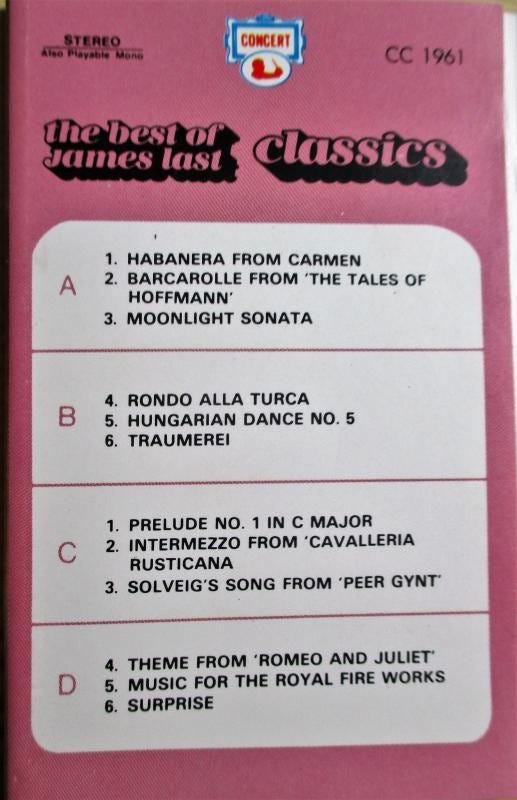 STEREO
Also Playable Mono
CONCERT
CC 1961
the best of
james last
classics
A
1. HABANERA FROM CARMEN
2. BARCAROLLE FROM 'THE TALES OF
HOFFMANN'
3. MOONLIGHT SONATA
B
4. RONDO ALLA TURCA
5. HUNGARIAN DANCE NO. 5
6. TRAUMEREI
C
1. PRELUDE NO. 1 IN C MAJOR
2. INTERMEZZO FROM 'CAVALLERIA
RUSTICANA
3. SOLVEIG'S SONG FROM 'PEER GYNT'
D
4. THEME FROM 'ROMEO AND JULIET'
5. MUSIC FOR THE ROYAL FIRE WORKS
6. SURPRISE